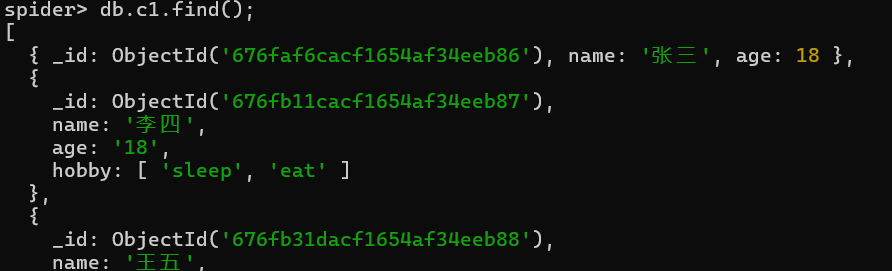 spider> db.c1.find();
[
  { _id: ObjectId('676faf6cacf1654af34eeb86'), name: '张三', age: 18 },
  {
    _id: ObjectId('676fb11cacf1654af34eeb87'),
    name: '李四',
    age: '18',
    hobby: [ 'sleep', 'eat' ]
  },
  {
    _id: ObjectId('676fb31dacf1654af34eeb88'),
    name: '王五',